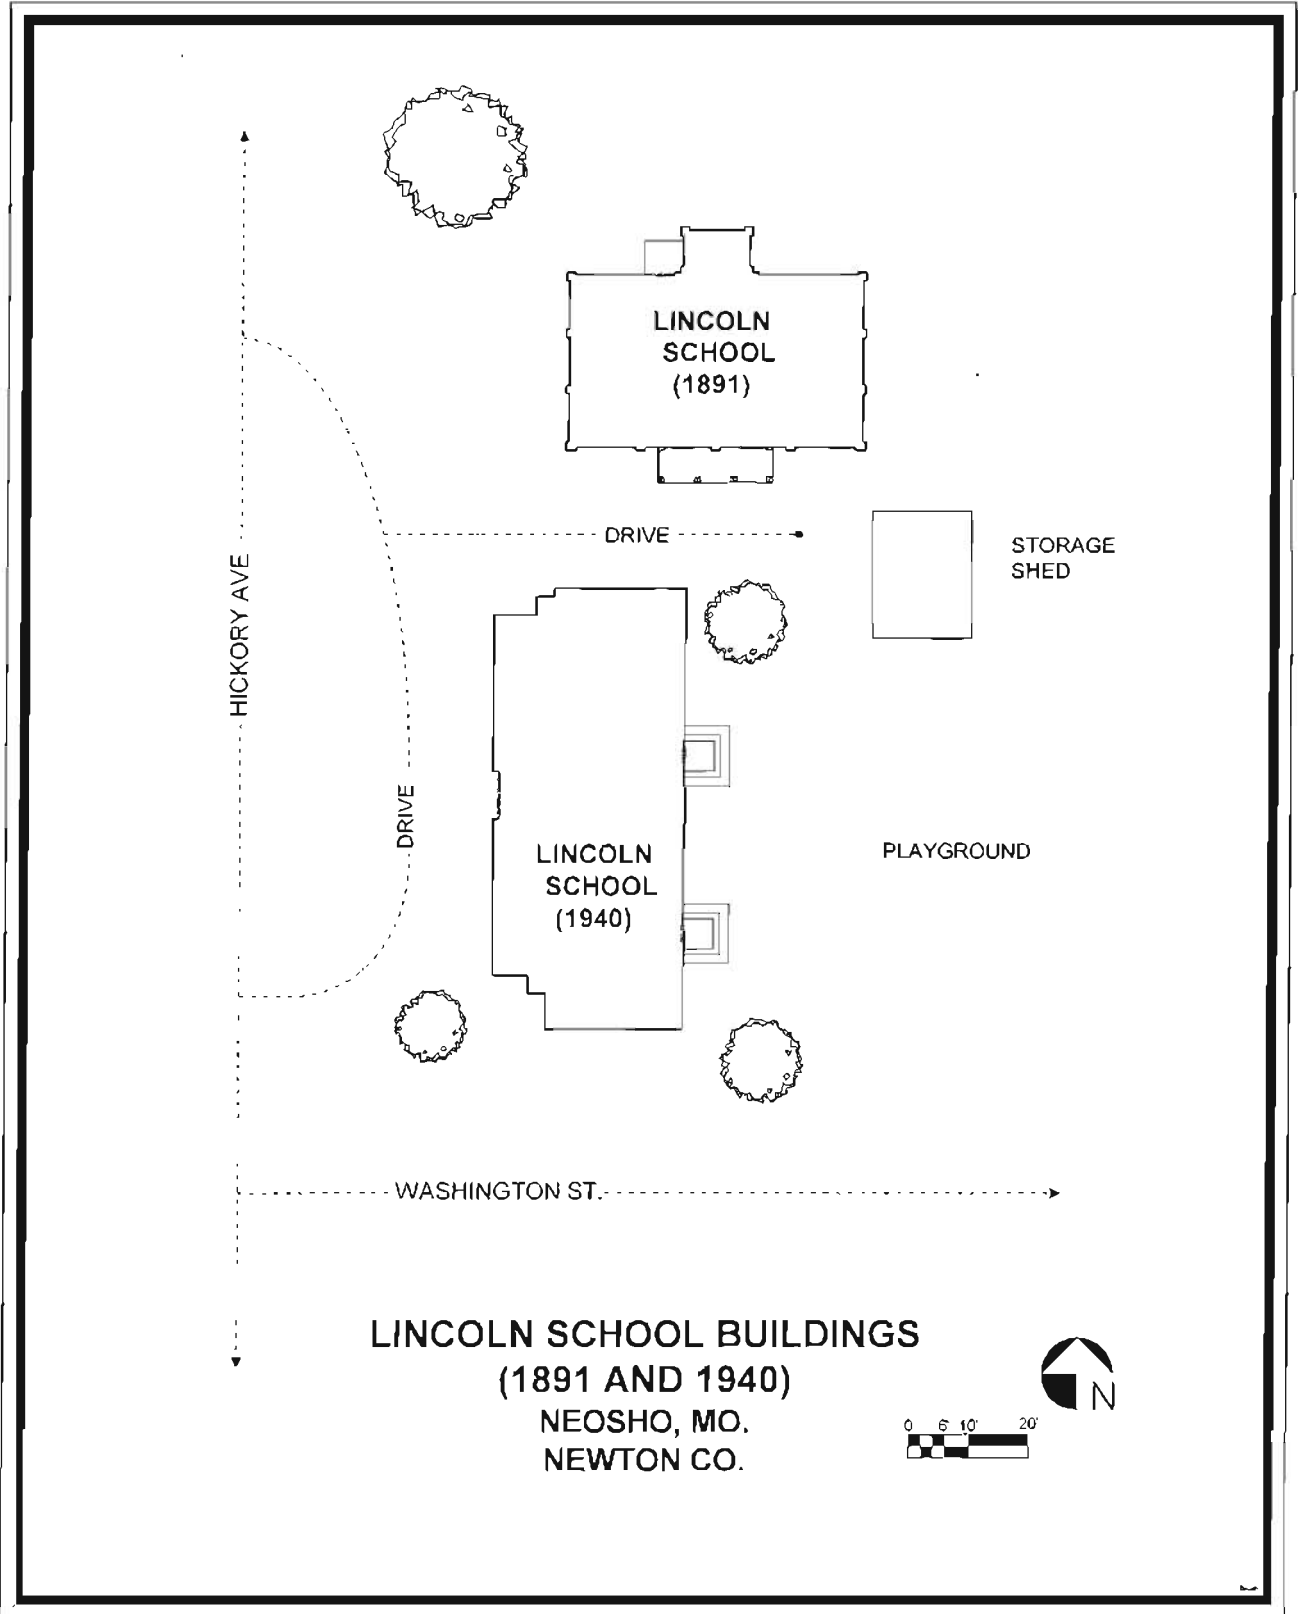 LINCOLN
SCHOOL
(1891)
DRIVE
STORAGE
SHED
HICKORY AVE
DRIVE
LINCOLN
SCHOOL
(1940)
PLAYGROUND
WASHINGTON ST.
LINCOLN SCHOOL BUILDINGS
(1891 AND 1940)
NEOSHO, MO.
NEWTON CO.
N
0 6' 10' 20'